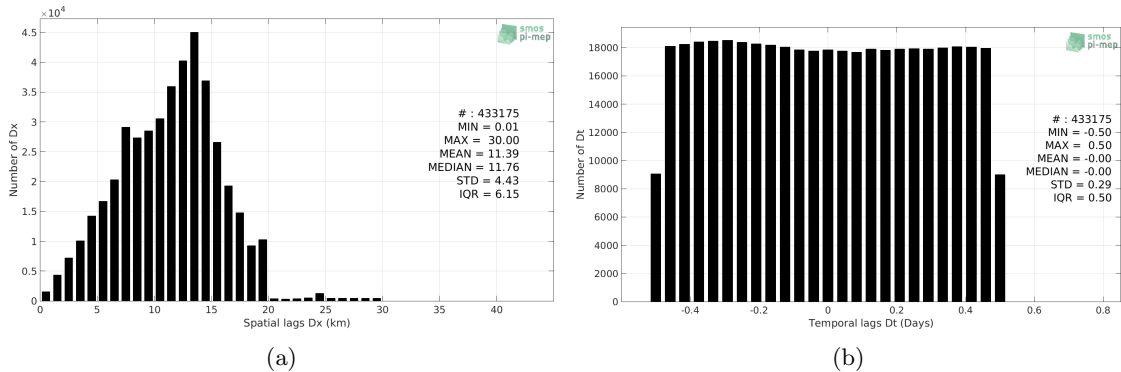 ×10⁴
4.5
4
3.5
3
2.5
2
1.5
1
0.5
0
Number of Dx
smos
pi-mep
# : 433175
MIN = 0.01
MAX = 30.00
MEAN = 11.39
MEDIAN = 11.76
STD = 4.43
IQR = 6.15
0 5 10 15 20 25 30 35 40
Spatial lags Dx (km)
(a)
18000
16000
14000
12000
10000
8000
6000
4000
2000
0
Number of Dt
smos
pi-mep
# : 433175
MIN = -0.50
MAX = 0.50
MEAN = -0.00
MEDIAN = -0.00
STD = 0.29
IQR = 0.50
-0.4 -0.2 0 0.2 0.4 0.6 0.8
Temporal lags Dt (Days)
(b)